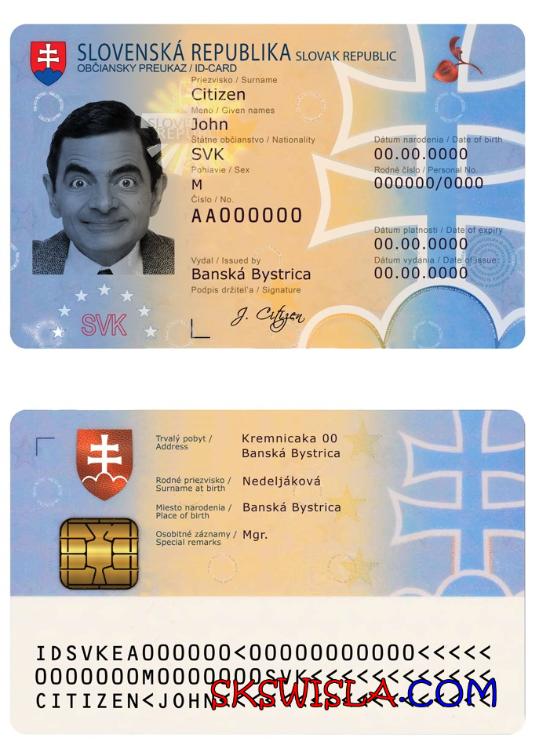 SLOVENSKÁ REPUBLIKA SLOVAK REPUBLIC
OBČIANSKY PREUKAZ / ID-CARD
Priezvisko / Surname
Citizen
Meno / Given names
John
Štátne občianstvo / Nationality
SVK
Dátum narodenia / Date of birth
00.00.0000
Pohlavie / Sex
M
Rodné číslo / Personal No.
000000/0000
Číslo / No.
AA000000
Dátum platnosti / Date of expiry
00.00.0000
Vydal / Issued by
Banská Bystrica
Dátum vydania / Date of issue
00.00.0000
Podpis držiteľa / Signature
J. Citizen
SVK
Trvalý pobyt /
Address
Kremnicaka 00
Banská Bystrica
Rodné priezvisko /
Surname at birth
Nedeljáková
Miesto narodenia /
Place of birth
Banská Bystrica
Osobitné záznamy /
Special remarks
Mgr.
IDSVKEA000000<00000000000<<<<<
0000000M0000000SVK<<<<<<<<<<<
CITIZEN<JOHN
SKSWISLA.COM